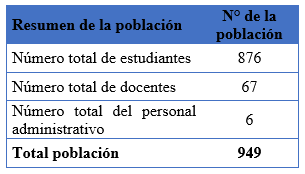 Resumen de la población N° de la
población
Número total de estudiantes 876
Número total de docentes 67
Número total del personal
administrativo 6
Total población 949